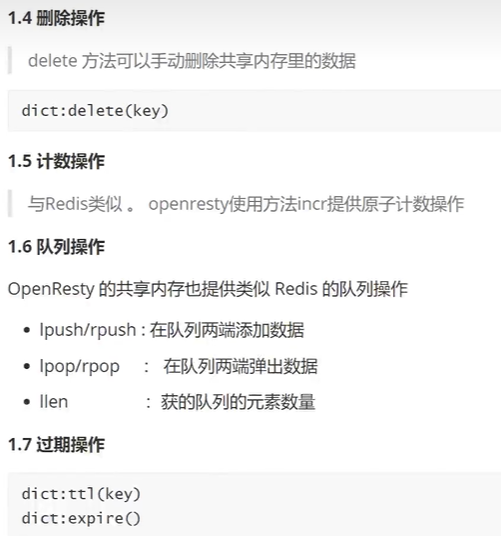 1.4 删除操作
delete 方法可以手动删除共享内存里的数据
dict:delete(key)
1.5 计数操作
与Redis类似 。 openresty使用方法incr提供原子计数操作
1.6 队列操作
OpenResty 的共享内存也提供类似 Redis 的队列操作
• lpush/rpush : 在队列两端添加数据
• lpop/rpop : 在队列两端弹出数据
• llen : 获的队列的元素数量
1.7 过期操作
dict:ttl(key)
dict:expire()